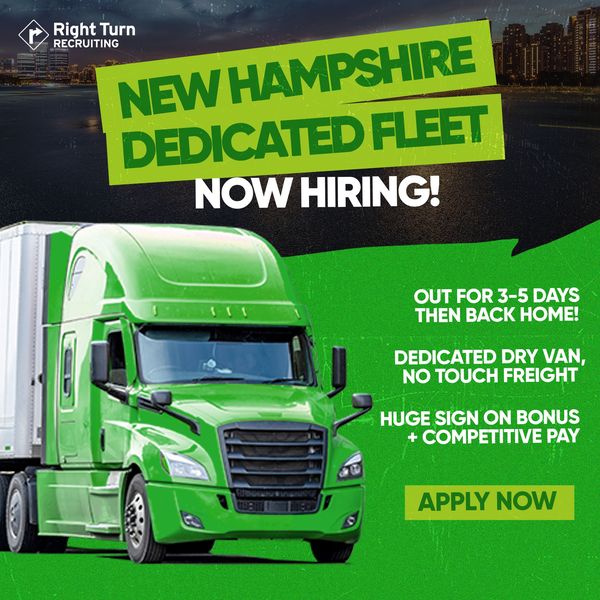 Right Turn
RECRUITING
NEW HAMPSHIRE
DEDICATED FLEET
NOW HIRING!
OUT FOR 3-5 DAYS
THEN BACK HOME!
DEDICATED DRY VAN,
NO TOUCH FREIGHT
HUGE SIGN ON BONUS
+ COMPETITIVE PAY
APPLY NOW